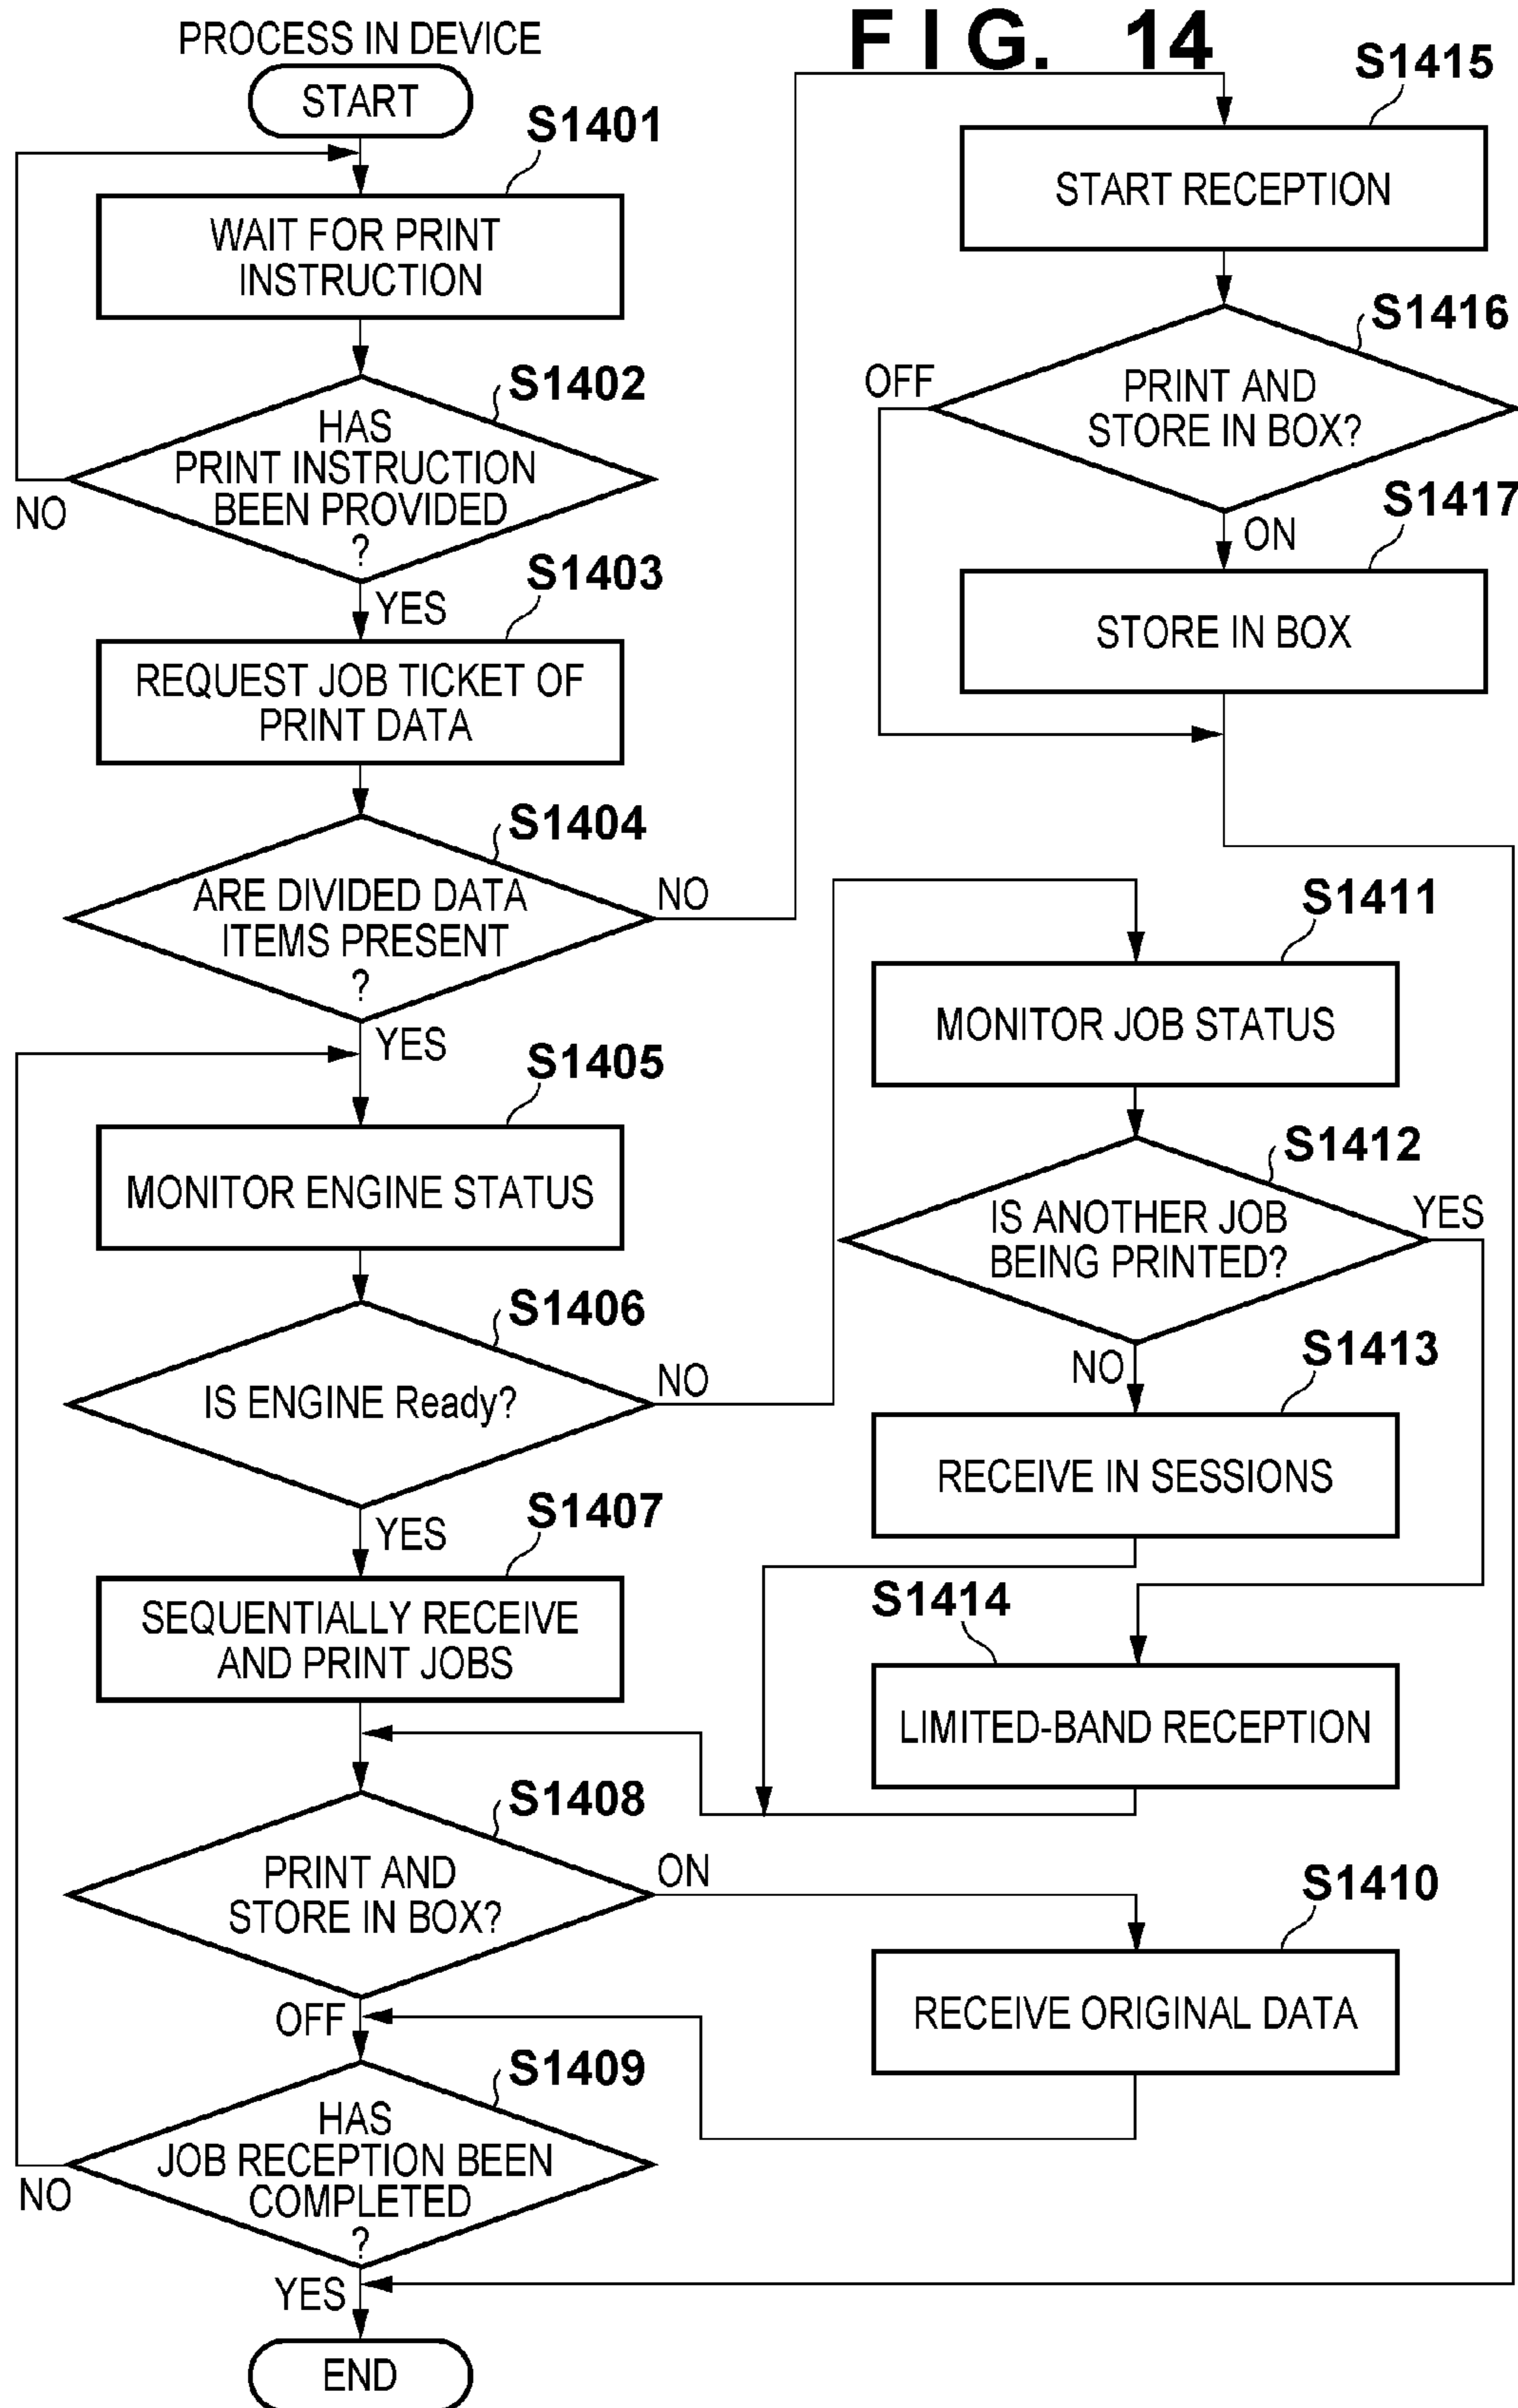 FIG. 14
PROCESS IN DEVICE
START
S1401
WAIT FOR PRINT
INSTRUCTION
S1402
HAS
PRINT INSTRUCTION
BEEN PROVIDED
?
NO
YES
S1403
REQUEST JOB TICKET OF
PRINT DATA
S1404
ARE DIVIDED DATA
ITEMS PRESENT
?
NO
YES
S1405
MONITOR ENGINE STATUS
S1406
IS ENGINE Ready?
NO
YES
S1407
SEQUENTIALLY RECEIVE
AND PRINT JOBS
S1408
PRINT AND
STORE IN BOX?
ON
OFF
S1409
HAS
JOB RECEPTION BEEN
COMPLETED
?
NO
YES
END
S1415
START RECEPTION
S1416
PRINT AND
STORE IN BOX?
OFF
ON
S1417
STORE IN BOX
S1411
MONITOR JOB STATUS
S1412
IS ANOTHER JOB
BEING PRINTED?
YES
NO
S1413
RECEIVE IN SESSIONS
S1414
LIMITED-BAND RECEPTION
S1410
RECEIVE ORIGINAL DATA